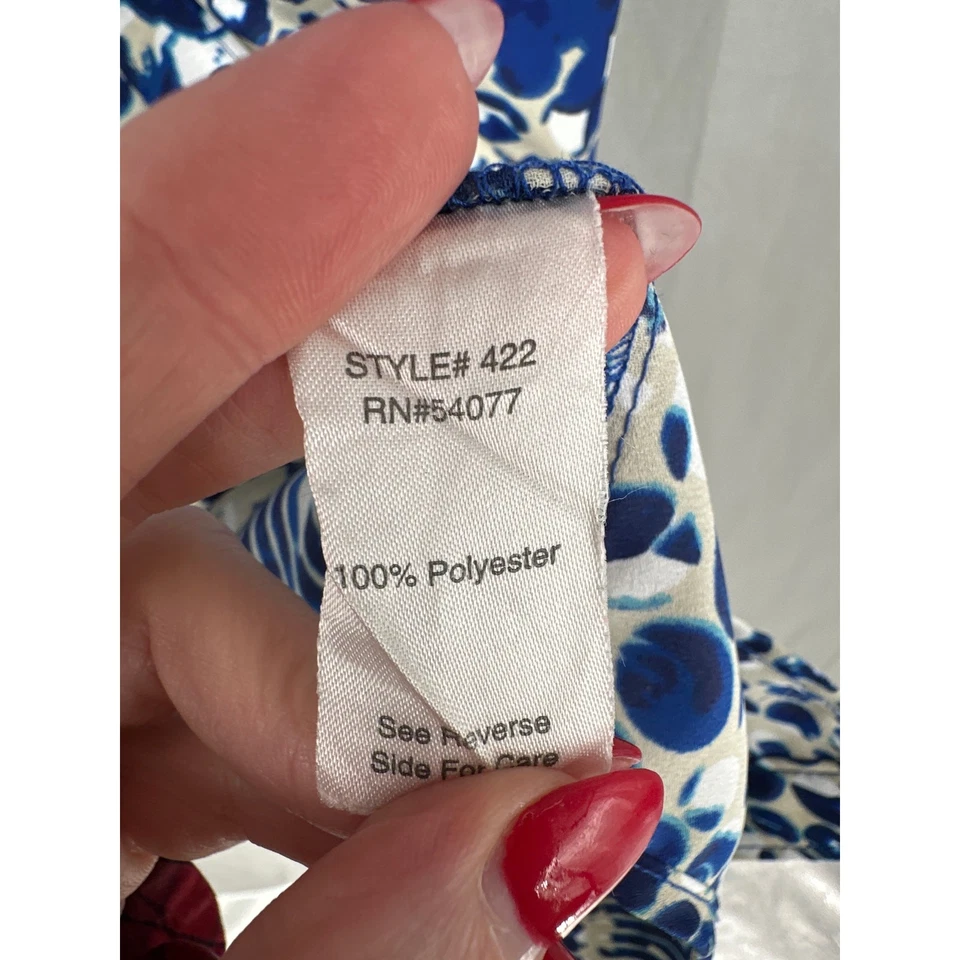 STYLE# 422
RN#54077
100% Polyester
See Reverse
Side For Care